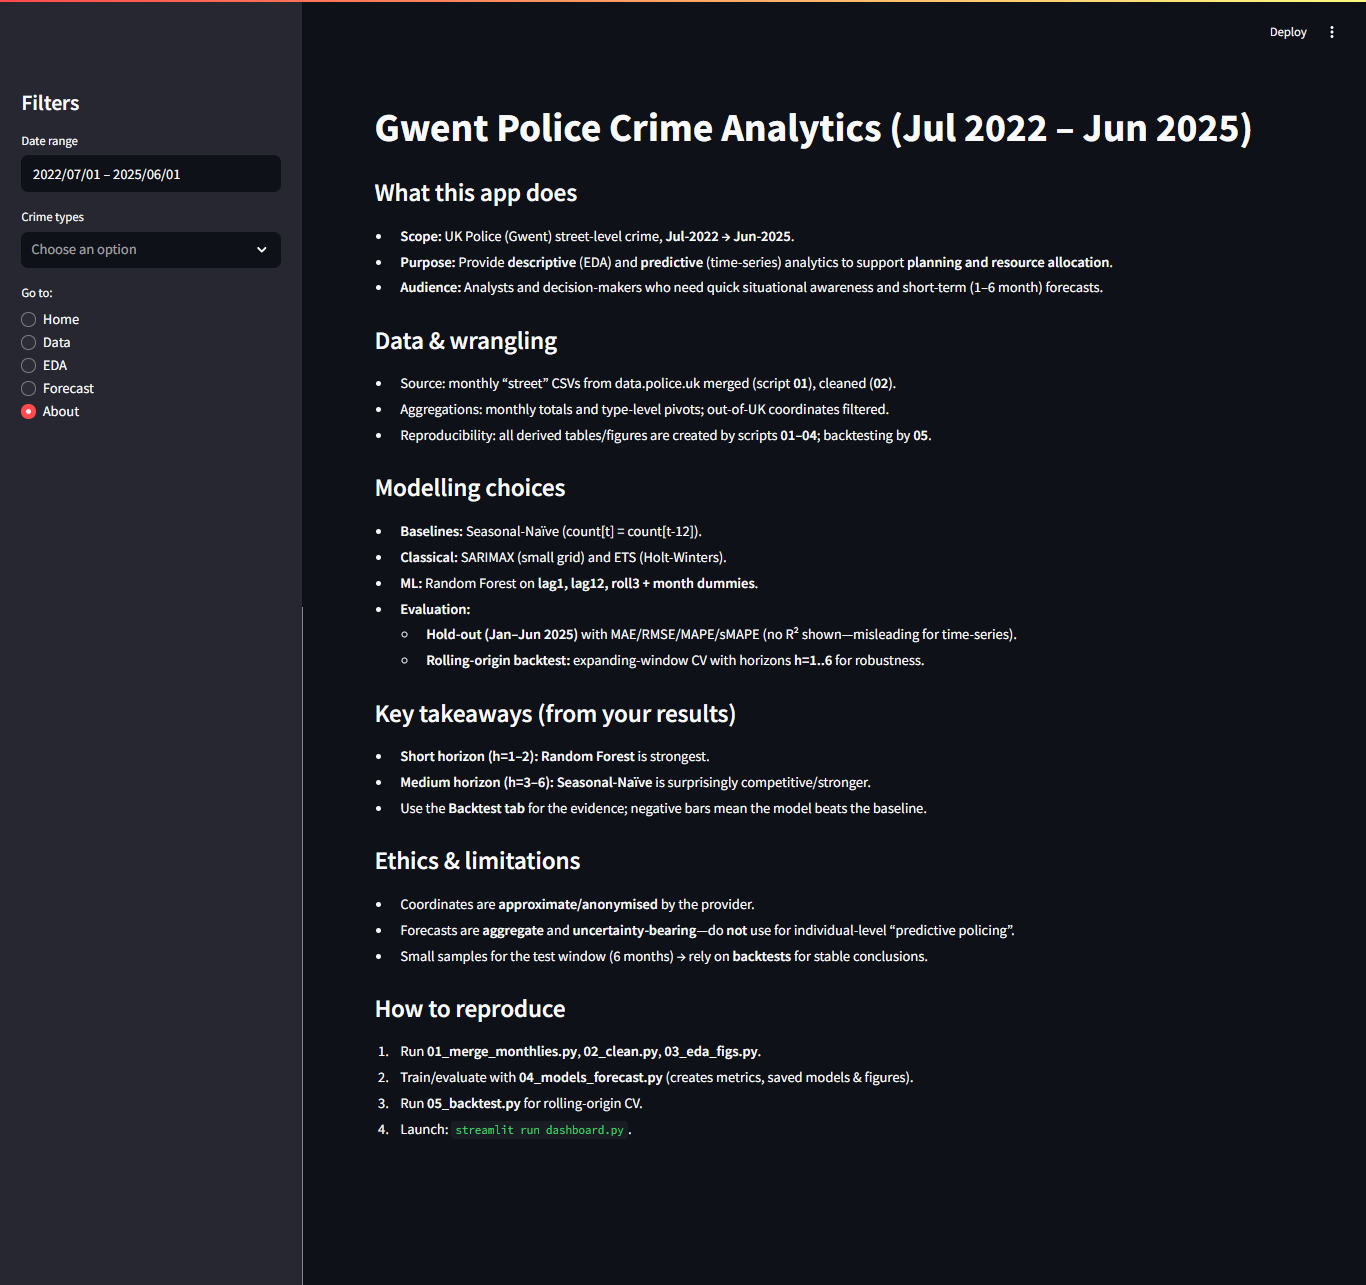 Deploy
Filters
Date range
2022/07/01 – 2025/06/01
Crime types
Choose an option
Go to:
Home
Data
EDA
Forecast
About
Gwent Police Crime Analytics (Jul 2022 – Jun 2025)
What this app does
• Scope: UK Police (Gwent) street-level crime, Jul-2022 → Jun-2025.
• Purpose: Provide descriptive (EDA) and predictive (time-series) analytics to support planning and resource allocation.
• Audience: Analysts and decision-makers who need quick situational awareness and short-term (1–6 month) forecasts.
Data & wrangling
• Source: monthly “street” CSVs from data.police.uk merged (script 01), cleaned (02).
• Aggregations: monthly totals and type-level pivots; out-of-UK coordinates filtered.
• Reproducibility: all derived tables/figures are created by scripts 01–04; backtesting by 05.
Modelling choices
• Baselines: Seasonal-Naïve (count[t] = count[t-12]).
• Classical: SARIMAX (small grid) and ETS (Holt-Winters).
• ML: Random Forest on lag1, lag12, roll3 + month dummies.
• Evaluation:
○ Hold-out (Jan–Jun 2025) with MAE/RMSE/MAPE/sMAPE (no R² shown—misleading for time-series).
○ Rolling-origin backtest: expanding-window CV with horizons h=1..6 for robustness.
Key takeaways (from your results)
• Short horizon (h=1–2): Random Forest is strongest.
• Medium horizon (h=3–6): Seasonal-Naïve is surprisingly competitive/stronger.
• Use the Backtest tab for the evidence; negative bars mean the model beats the baseline.
Ethics & limitations
• Coordinates are approximate/anonymised by the provider.
• Forecasts are aggregate and uncertainty-bearing—do not use for individual-level “predictive policing”.
• Small samples for the test window (6 months) → rely on backtests for stable conclusions.
How to reproduce
1. Run 01_merge_monthlies.py, 02_clean.py, 03_eda_figs.py.
2. Train/evaluate with 04_models_forecast.py (creates metrics, saved models & figures).
3. Run 05_backtest.py for rolling-origin CV.
4. Launch: streamlit run dashboard.py.